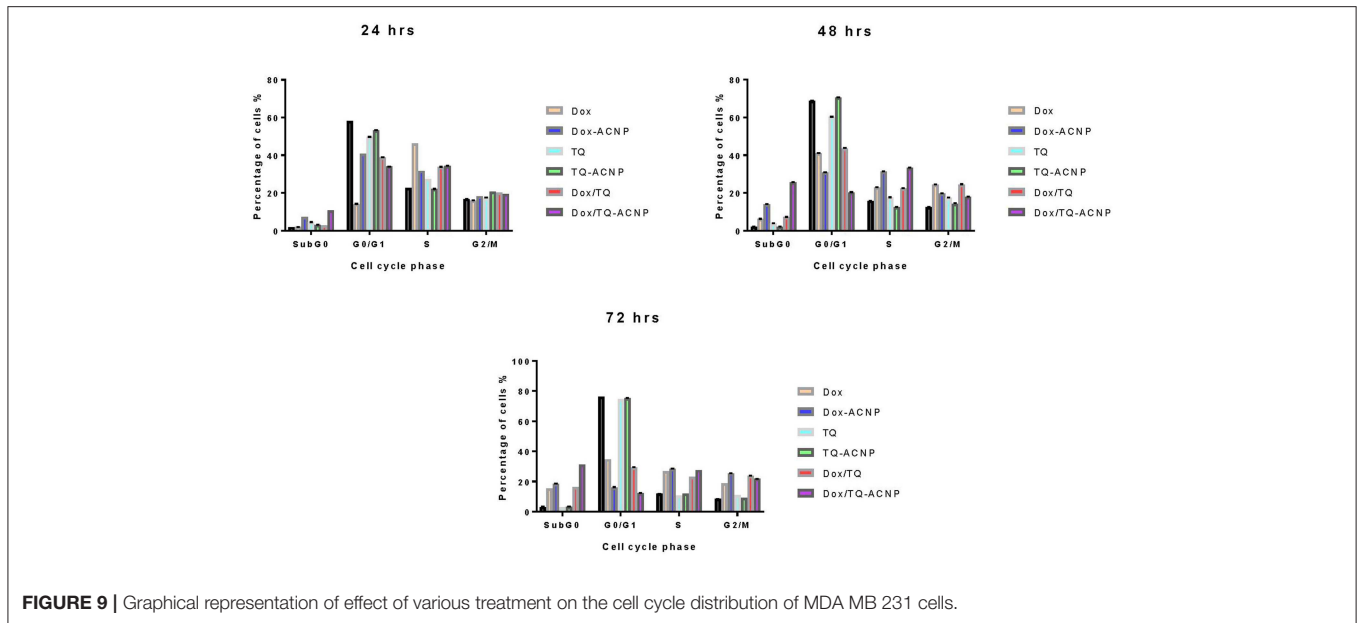 24 hrs
80
60
40
20
0
Percentage of cells %
SubG0
G0/G1
S
G2/M
Cell cycle phase
Dox
Dox-ACNP
TQ
TQ-ACNP
Dox/TQ
Dox/TQ-ACNP
48 hrs
80
60
40
20
0
Percentage of cells %
SubG0
G0/G1
S
G2/M
Cell cycle phase
Dox
Dox-ACNP
TQ
TQ-ACNP
Dox/TQ
Dox/TQ-ACNP
72 hrs
100
80
60
40
20
0
Percentage of cells %
SubG0
G0/G1
S
G2/M
Cell cycle phase
Dox
Dox-ACNP
TQ
TQ-ACNP
Dox/TQ
Dox/TQ-ACNP
FIGURE 9 | Graphical representation of effect of various treatment on the cell cycle distribution of MDA MB 231 cells.